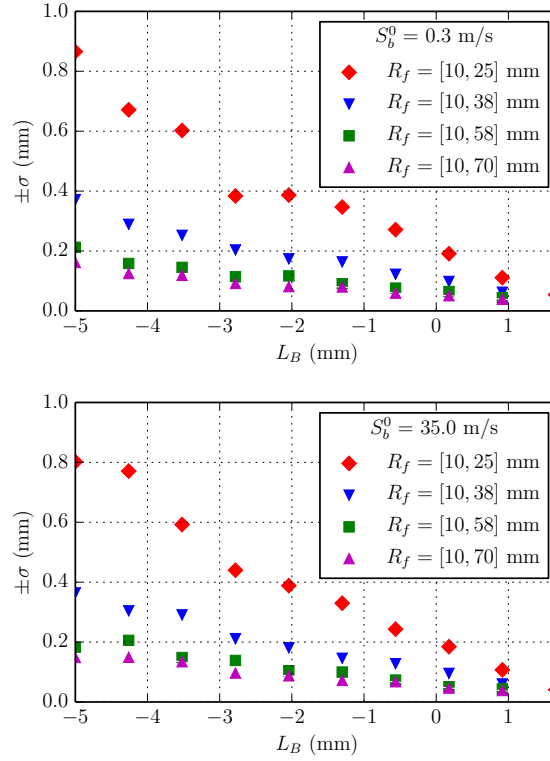 1.0
0.8
0.6
0.4
0.2
0.0
±σ (mm)
−5 −4 −3 −2 −1 0 1
L_B (mm)
S_b^0 = 0.3 m/s
R_f = [10, 25] mm
R_f = [10, 38] mm
R_f = [10, 58] mm
R_f = [10, 70] mm
1.0
0.8
0.6
0.4
0.2
0.0
±σ (mm)
−5 −4 −3 −2 −1 0 1
L_B (mm)
S_b^0 = 35.0 m/s
R_f = [10, 25] mm
R_f = [10, 38] mm
R_f = [10, 58] mm
R_f = [10, 70] mm